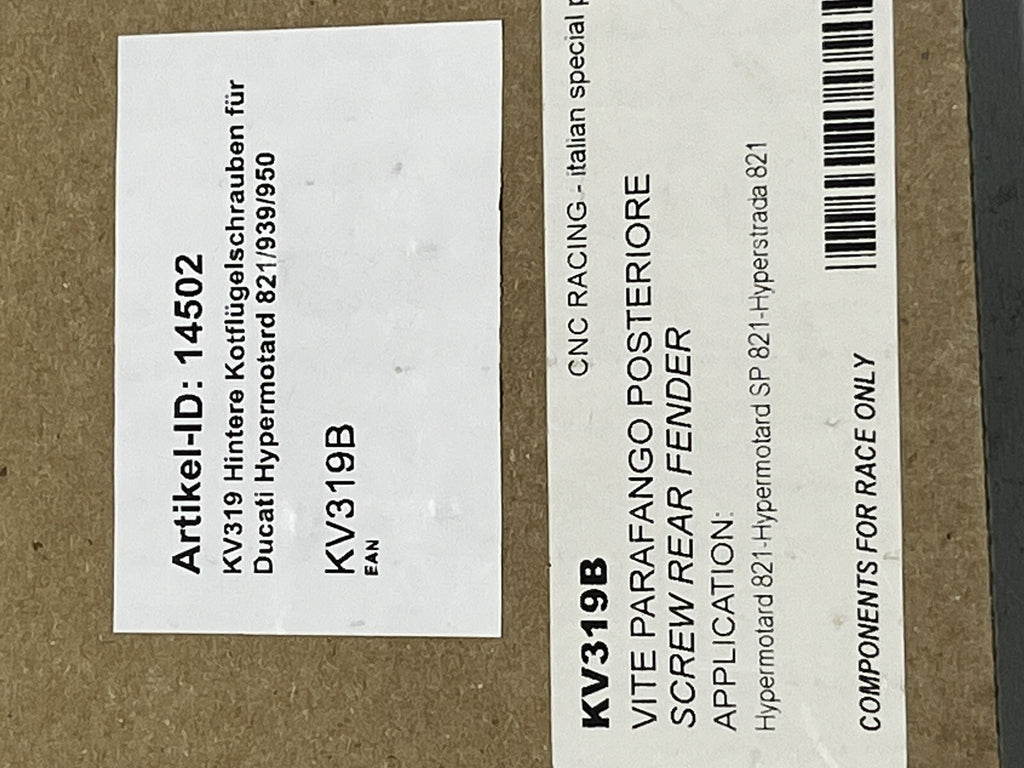 Artikel-ID: 14502
KV319 Hintere Kotflügelschrauben für
Ducati Hypermotard 821/939/950
KV319B
EAN
KV319B
CNC RACING - italian special
VITE PARAFANGO POSTERIORE
SCREW REAR FENDER
APPLICATION:
Hypermotard 821-Hypermotard SP 821-Hyperstrada 821
COMPONENTS FOR RACE ONLY